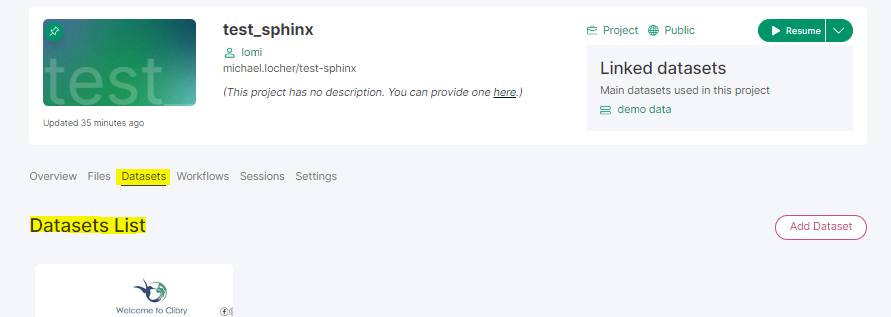 test
Updated 35 minutes ago
test_sphinx
lomi
michael.locher/test-sphinx
(This project has no description. You can provide one here.)
Project
Public
Resume
Linked datasets
Main datasets used in this project
demo data
Overview Files Datasets Workflows Sessions Settings
Datasets List
Add Dataset
Welcome to Clibry